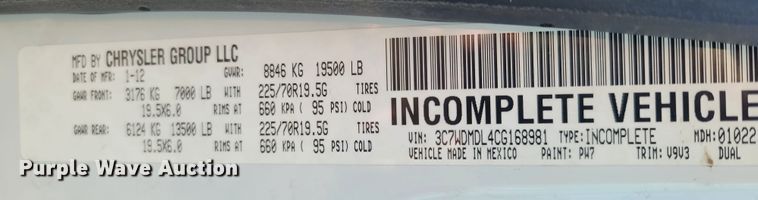 MFD BY CHRYSLER GROUP LLC
DATE OF MFR: 1-12 GVWR: 8846 KG 19500 LB
GAWR FRONT: 3176 KG 7000 LB WITH 225/70R19.5G TIRES
19.5X6.0 RIMS AT 660 KPA ( 95 PSI) COLD
GAWR REAR: 6124 KG 13500 LB WITH 225/70R19.5G TIRES
19.5X6.0 RIMS AT 660 KPA ( 95 PSI) COLD
INCOMPLETE VEHICLE
VIN: 3C7WDMDL4CG168981 TYPE:INCOMPLETE MDH:01022
VEHICLE MADE IN MEXICO PAINT: PW7 TRIM: V9V3 DUAL
Purple Wave Auction